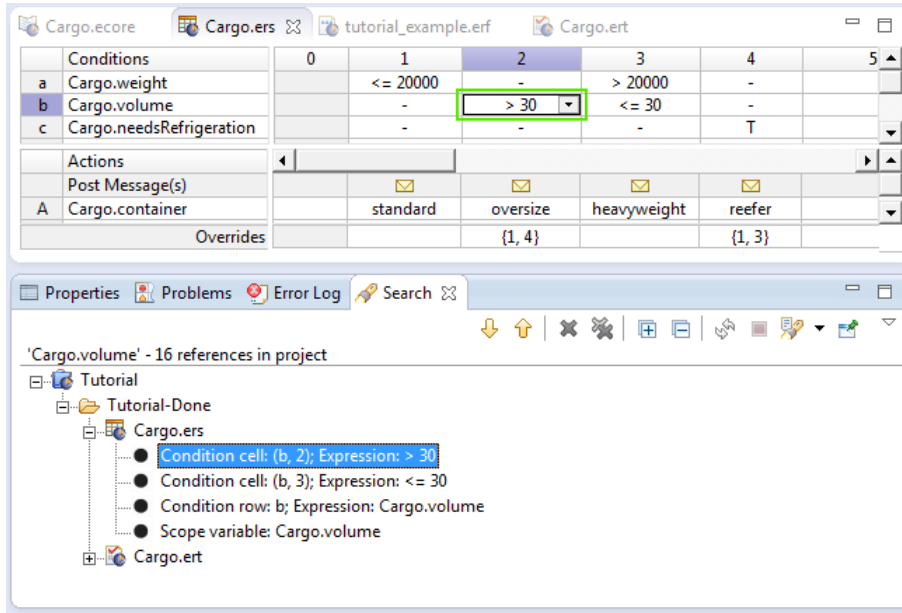 Cargo.ecore Cargo.ers tutorial_example.erf Cargo.ert
Conditions 0 1 2 3 4 5
a Cargo.weight <= 20000 - > 20000 -
b Cargo.volume - > 30 <= 30 -
c Cargo.needsRefrigeration - - - T
Actions
Post Message(s)
A Cargo.container standard oversize heavyweight reefer
Overrides {1, 4} {1, 3}
Properties Problems Error Log Search
'Cargo.volume' - 16 references in project
Tutorial
Tutorial-Done
Cargo.ers
Condition cell: (b, 2); Expression: > 30
Condition cell: (b, 3); Expression: <= 30
Condition row: b; Expression: Cargo.volume
Scope variable: Cargo.volume
Cargo.ert